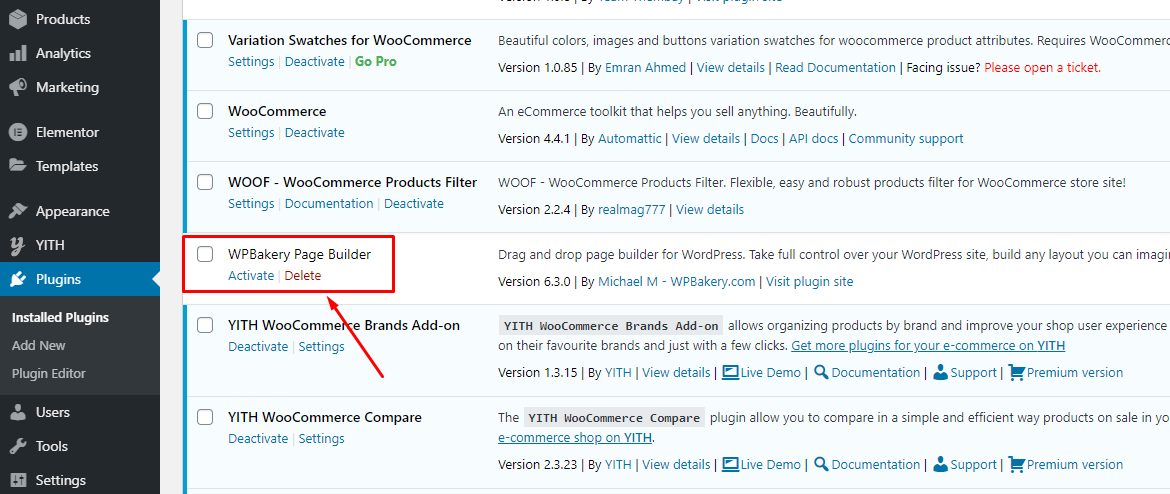 Products
Analytics
Marketing
Elementor
Templates
Appearance
YITH
Plugins
Installed Plugins
Add New
Plugin Editor
Users
Tools
Settings
Variation Swatches for WooCommerce
Settings | Deactivate | Go Pro
Beautiful colors, images and buttons variation swatches for woocommerce product attributes. Requires WooCommerc
Version 1.0.85 | By Emran Ahmed | View details | Read Documentation | Facing issue? Please open a ticket.
WooCommerce
Settings | Deactivate
An eCommerce toolkit that helps you sell anything. Beautifully.
Version 4.4.1 | By Automattic | View details | Docs | API docs | Community support
WOOF - WooCommerce Products Filter
Settings | Documentation | Deactivate
WOOF - WooCommerce Products Filter. Flexible, easy and robust products filter for WooCommerce store site!
Version 2.2.4 | By realmag777 | View details
WPBakery Page Builder
Activate | Delete
Drag and drop page builder for WordPress. Take full control over your WordPress site, build any layout you can imagin
Version 6.3.0 | By Michael M - WPBakery.com | Visit plugin site
YITH WooCommerce Brands Add-on
Deactivate | Settings
YITH WooCommerce Brands Add-on allows organizing products by brand and improve your shop user experience
on their favourite brands and just with a few clicks. Get more plugins for your e-commerce on YITH
Version 1.3.15 | By YITH | View details | Live Demo | Documentation | Support | Premium version
YITH WooCommerce Compare
Deactivate | Settings
The YITH WooCommerce Compare plugin allow you to compare in a simple and efficient way products on sale in yo
e-commerce shop on YITH.
Version 2.3.23 | By YITH | View details | Live Demo | Documentation | Support | Premium version